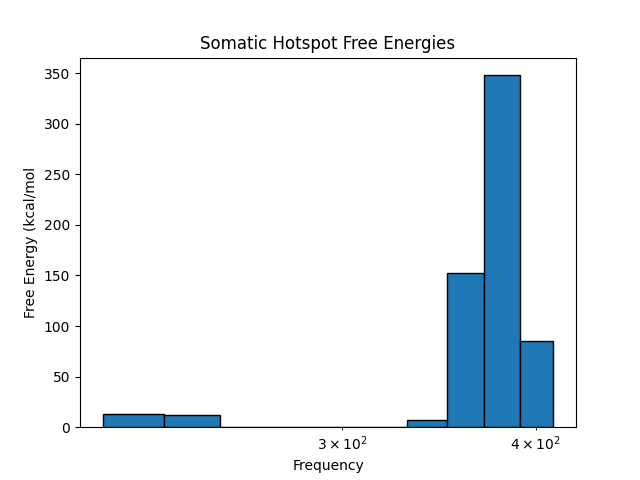 Somatic Hotspot Free Energies
Free Energy (kcal/mol
350
300
250
200
150
100
50
0
3 × 10²
4 × 10²
Frequency